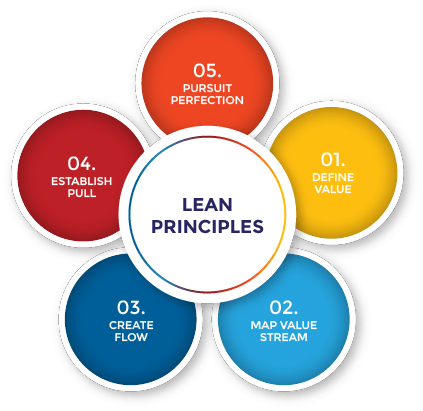 LEAN
PRINCIPLES
01.
DEFINE
VALUE
02.
MAP VALUE
STREAM
03.
CREATE
FLOW
04.
ESTABLISH
PULL
05.
PURSUIT
PERFECTION